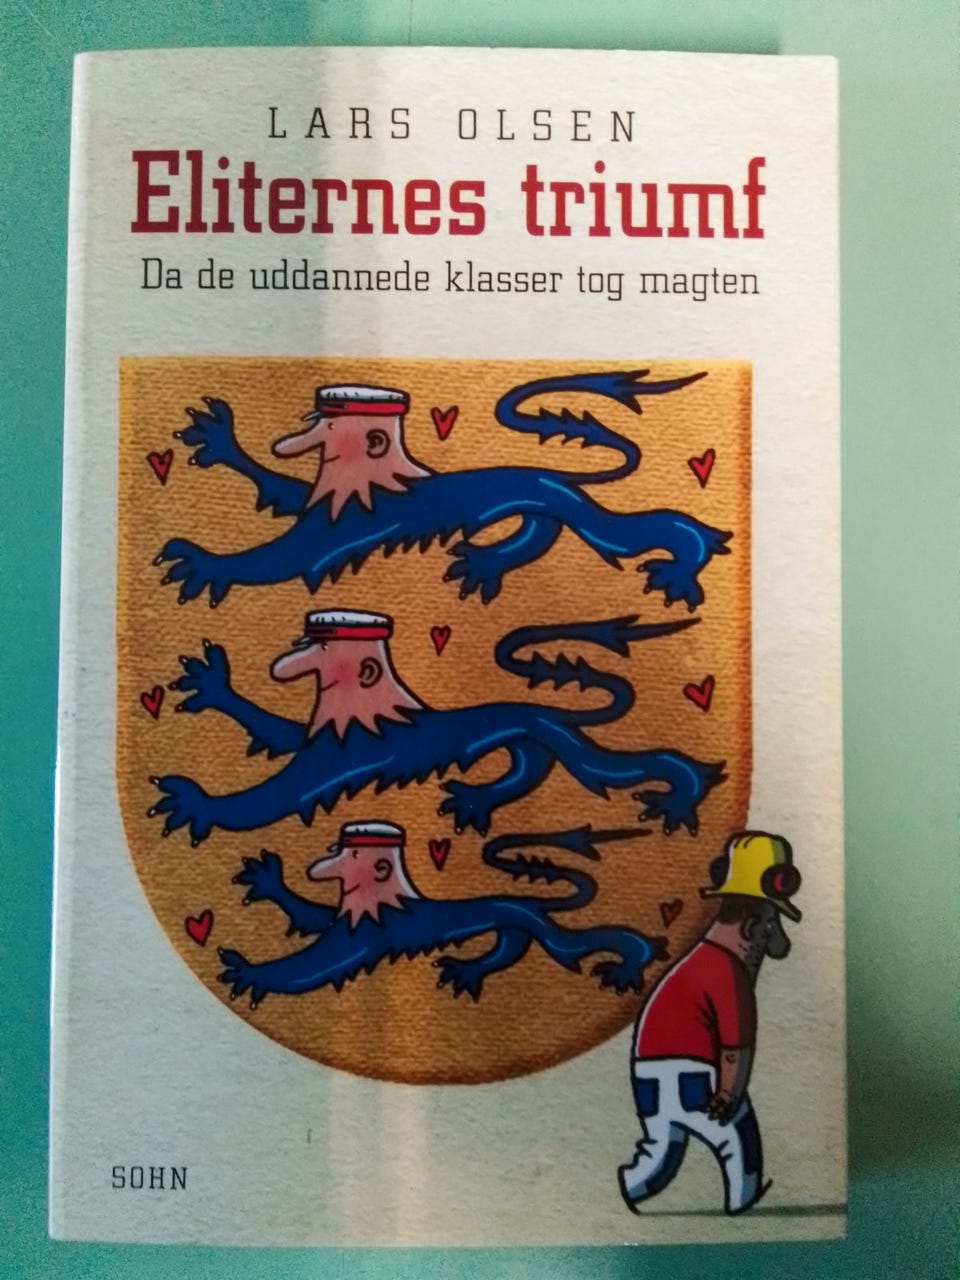 LARS OLSEN
Eliternes triumf
Da de uddannede klasser tog magten
SOHN